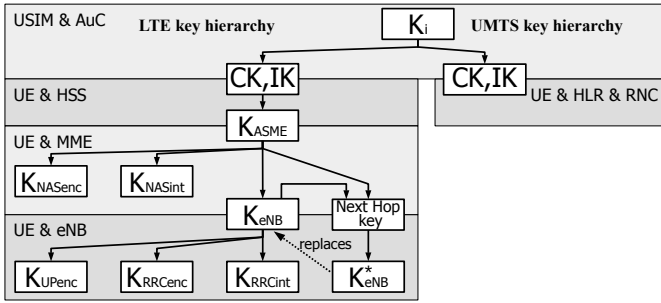 USIM & AuC
LTE key hierarchy
Ki
UMTS key hierarchy
CK,IK
CK,IK
UE & HSS
UE & HLR & RNC
KASME
UE & MME
KNASenc
KNASint
KeNB
Next Hop
key
UE & eNB
replaces
KUPenc
KRRCenc
KRRCint
K*eNB